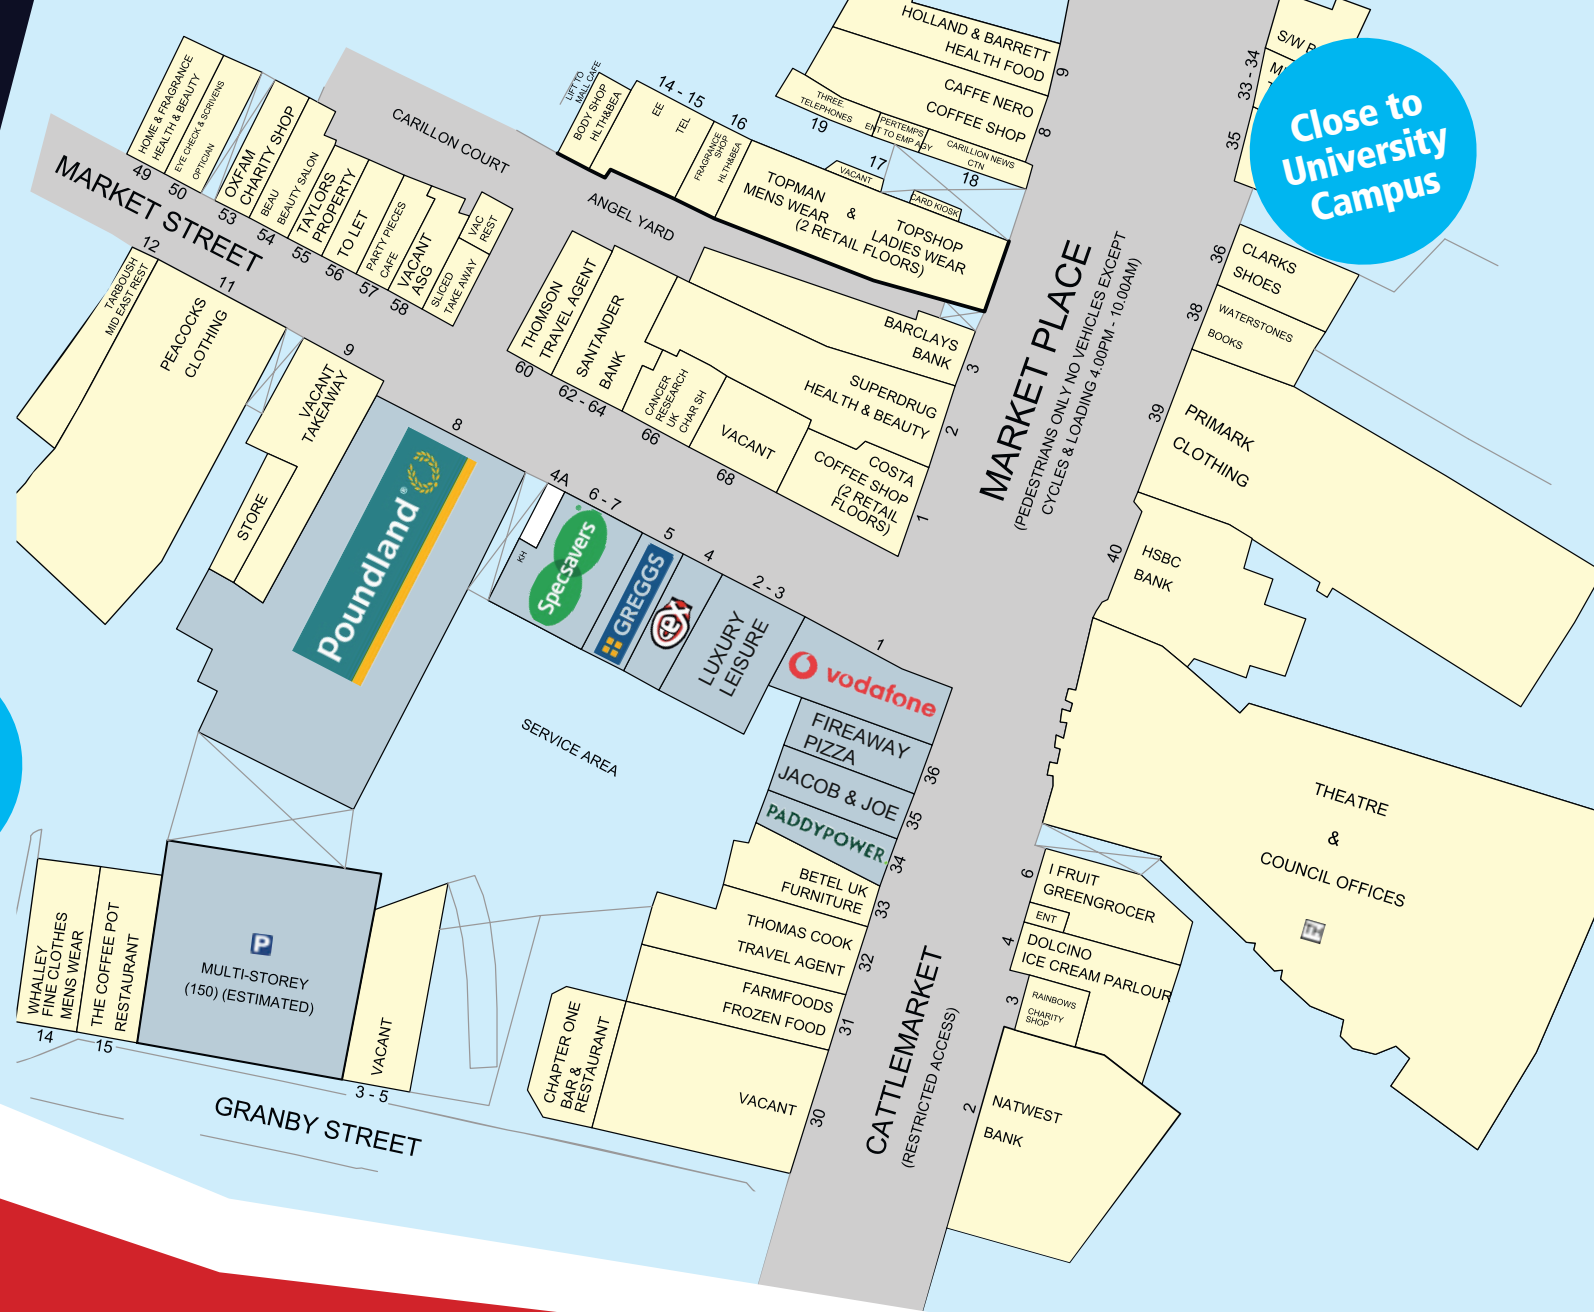 HOLLAND & BARRETT
HEALTH FOOD
9
CAFFE NERO
COFFEE SHOP
8
THREE
TELEPHONES
19
PERTEMPS
ENT TO EMP AGY
CARILLION NEWS
CTN
18
17
VACANT
CARD KIOSK
S/W B
33 - 34
35
Close to
University
Campus
HOME & FRAGRANCE
HEALTH & BEAUTY
49
EYE CHECK & SCRIVENS
OPTICIAN
50
OXFAM
CHARITY SHOP
53
BEAU
BEAUTY SALON
54
TAYLORS
PROPERTY
55
TO LET
56
PARTY PIECES
CAFE
57
VACANT
ASG
58
VAC
REST
SLICED
TAKE AWAY
CARILLON COURT
LIFT TO
MALL CAFE
BODY SHOP
HLTH&BEA
14 - 15
EE
TEL
16
FRAGRANCE
SHOP
HLTH&BEA
TOPMAN
MENS WEAR
&
TOPSHOP
LADIES WEAR
(2 RETAIL FLOORS)
ANGEL YARD
MARKET STREET
12
TARBOUSH
MID EAST REST
11
PEACOCKS
CLOTHING
9
VACANT
TAKEAWAY
STORE
8
Poundland
THOMSON
TRAVEL AGENT
60
SANTANDER
BANK
62 - 64
CANCER
RESEARCH
UK
CHAR SH
66
VACANT
68
BARCLAYS
BANK
3
SUPERDRUG
HEALTH & BEAUTY
2
COSTA
COFFEE SHOP
(2 RETAIL
FLOORS)
1
MARKET PLACE
(PEDESTRIANS ONLY NO VEHICLES EXCEPT
CYCLES & LOADING 4.00PM - 10.00AM)
36
CLARKS
SHOES
38
WATERSTONES
BOOKS
39
PRIMARK
CLOTHING
40
HSBC
BANK
4A
KH
6 - 7
Specsavers
5
GREGGS
4
cex
2 - 3
LUXURY
LEISURE
1
vodafone
FIREAWAY
PIZZA
36
JACOB & JOE
35
PADDYPOWER.
34
SERVICE AREA
BETEL UK
FURNITURE
33
THOMAS COOK
TRAVEL AGENT
32
FARMFOODS
FROZEN FOOD
31
VACANT
30
CHAPTER ONE
BAR &
RESTAURANT
THEATRE
&
COUNCIL OFFICES
TH
6
I FRUIT
GREENGROCER
ENT
4
DOLCINO
ICE CREAM PARLOUR
3
RAINBOWS
CHARITY
SHOP
2
NATWEST
BANK
CATTLEMARKET
(RESTRICTED ACCESS)
WHALLEY
FINE CLOTHES
MENS WEAR
14
THE COFFEE POT
RESTAURANT
15
P
MULTI-STOREY
(150) (ESTIMATED)
VACANT
3 - 5
GRANBY STREET